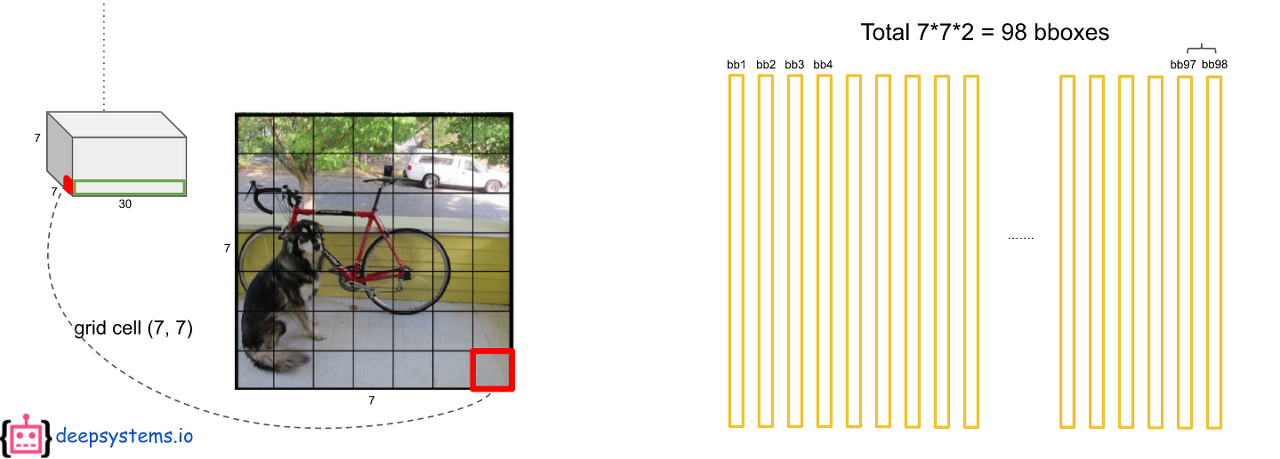 Total 7*7*2 = 98 bboxes
bb1 bb2 bb3 bb4 bb97 bb98
7
7
30
7
.......
grid cell (7, 7)
7
deepsystems.io